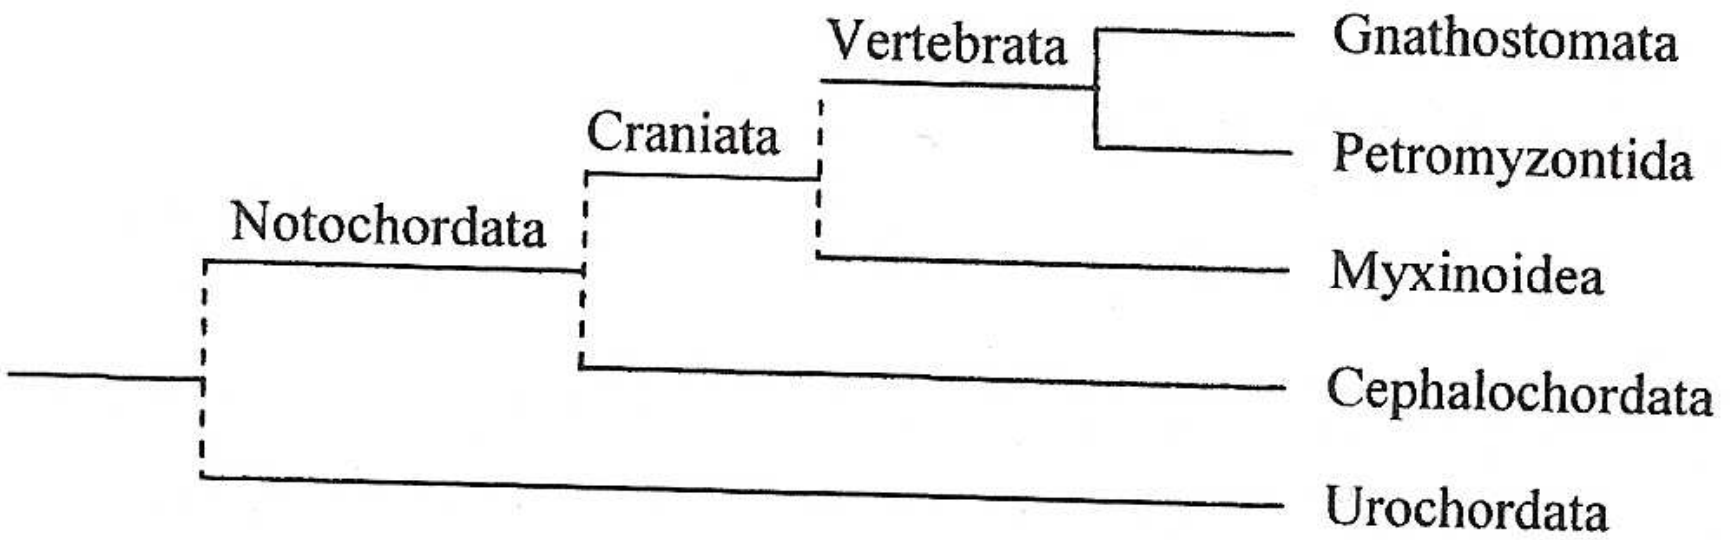 Vertebrata
Gnathostomata
Craniata
Petromyzontida
Notochordata
Myxinoidea
Cephalochordata
Urochordata